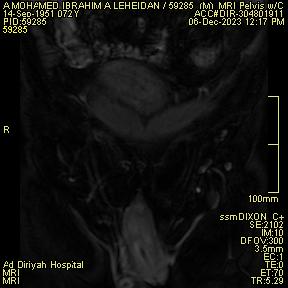 A MOHAMED IBRAHIM A LEHEIDAN / 59285 (M) MRI Pelvis w/C
14-Sep-1951 072Y ACC#DIR-304801911
PID:59285 06-Dec-2023 12:17 PM
59285
R
100mm
ssmDIXON_C+
SE:2102
IM:10
DFOV:300
3.5mm
EC:1
Ad Diriyah Hospital TE:0
MRI ET:70
MRI TR:5.29